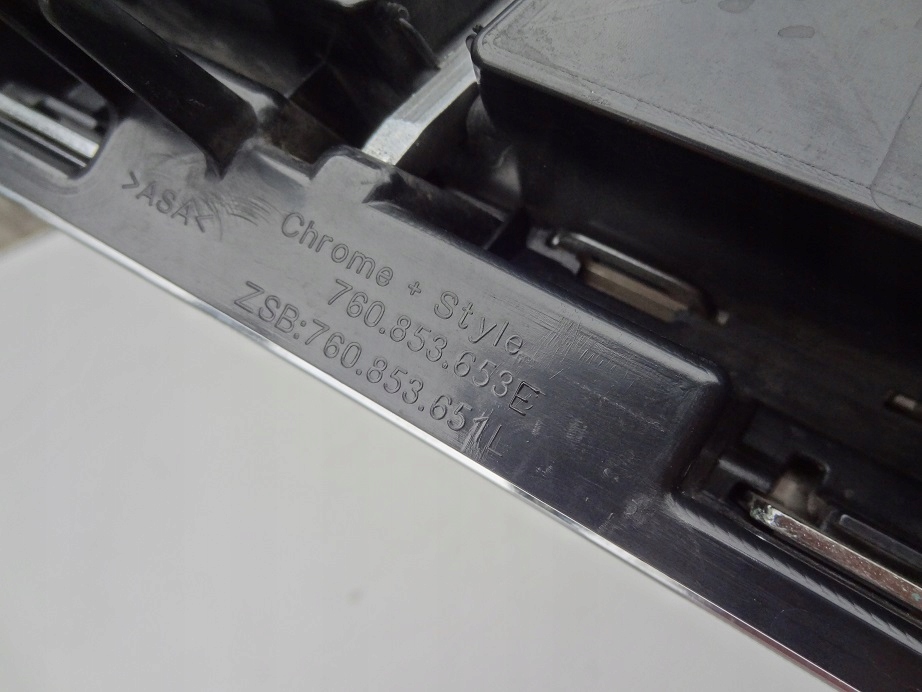 >ASA<
Chrome + Style
760.853.653E
ZSB:760.853.651L